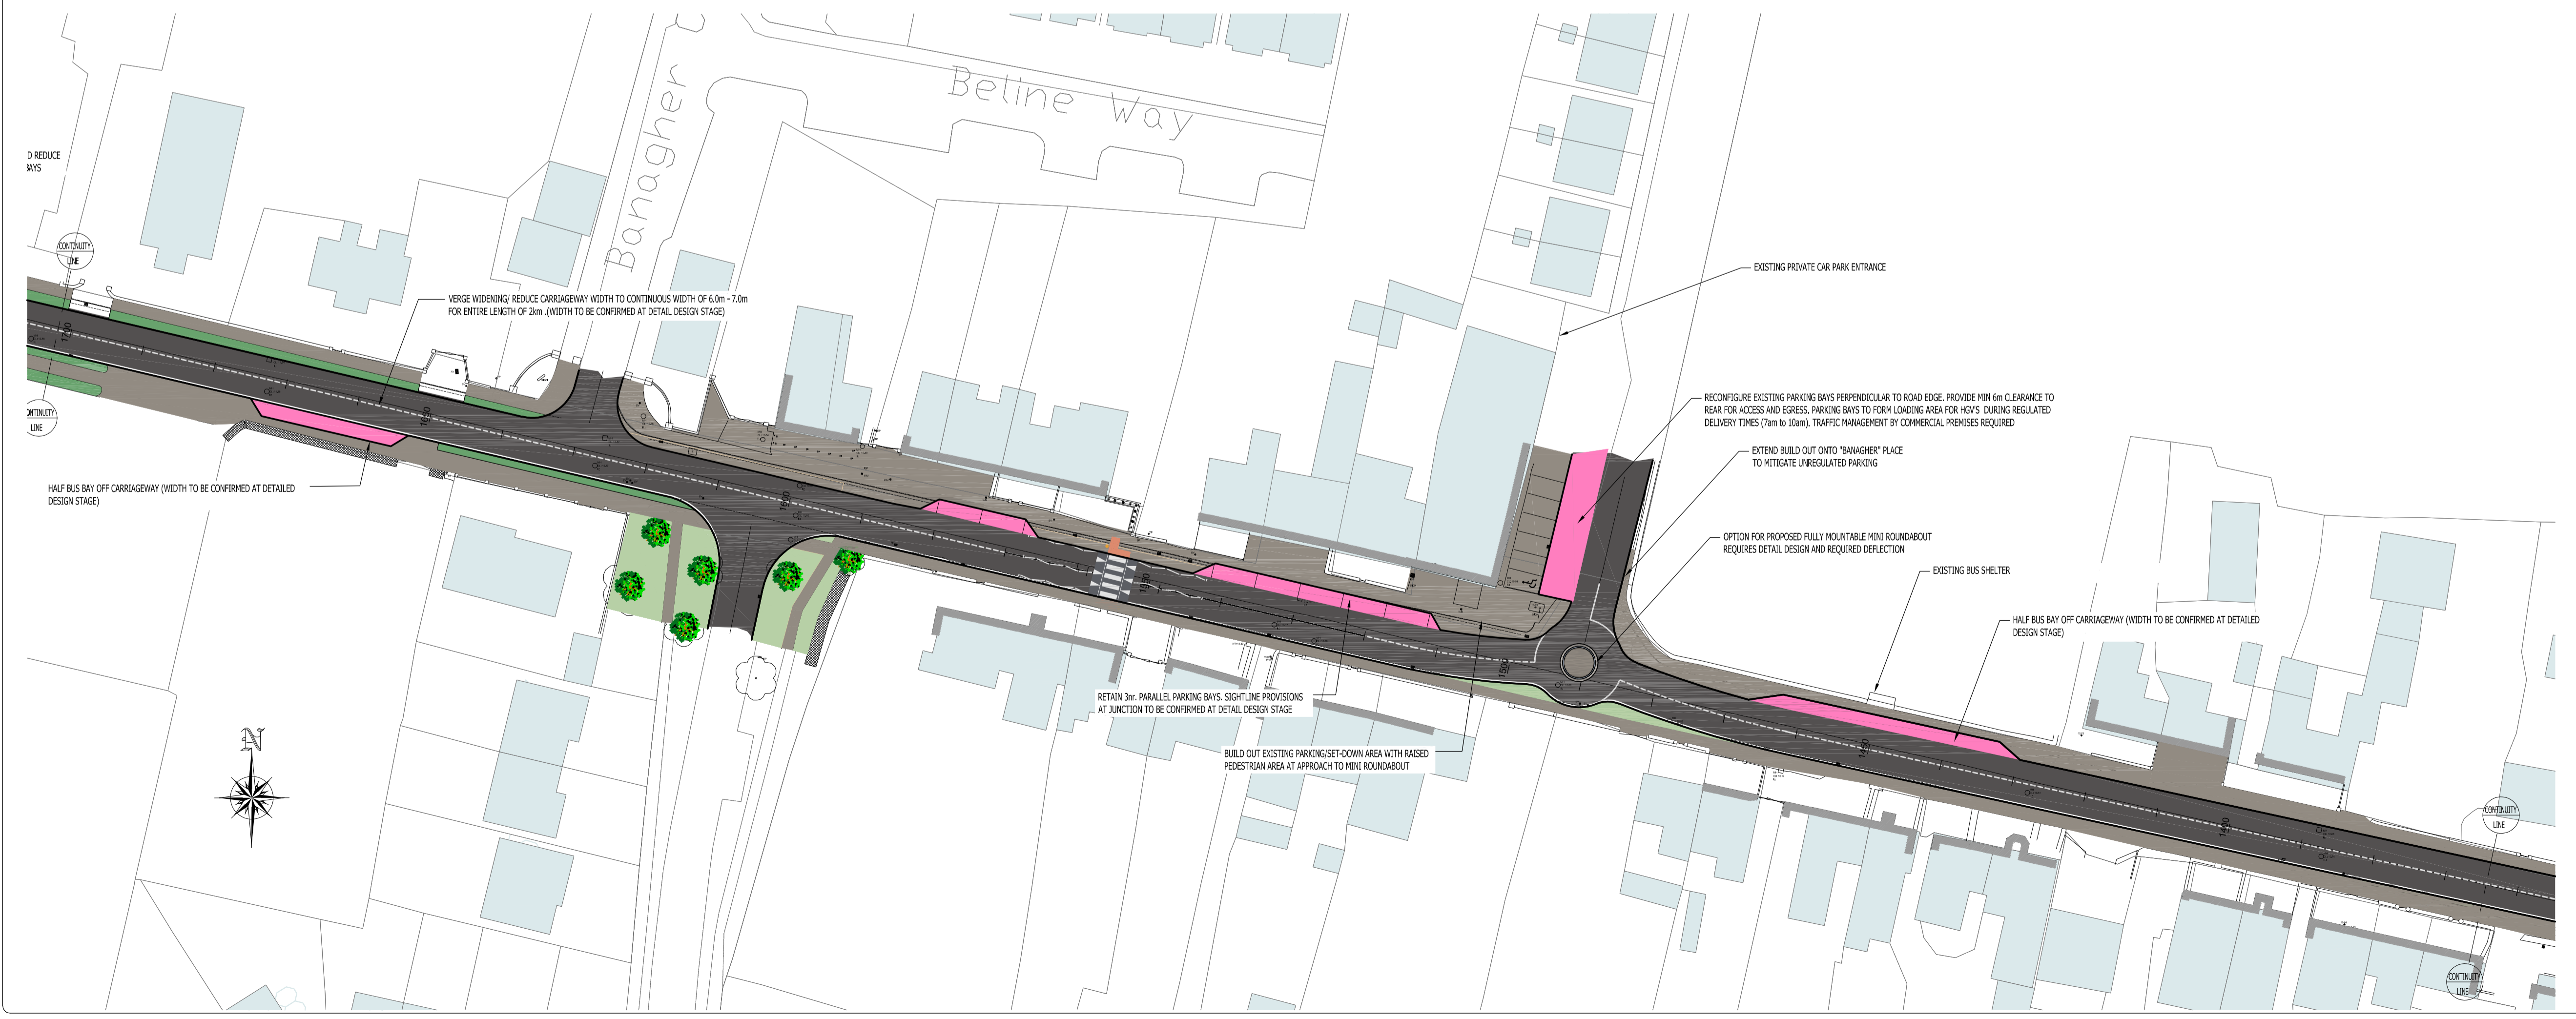 Beline Way
Banagher
D REDUCE
BAYS
CONTINUITY
LINE
VERGE WIDENING/ REDUCE CARRIAGEWAY WIDTH TO CONTINUOUS WIDTH OF 6.0m - 7.0m
FOR ENTIRE LENGTH OF 2km .(WIDTH TO BE CONFIRMED AT DETAIL DESIGN STAGE)
EXISTING PRIVATE CAR PARK ENTRANCE
1700
1650
ONTINUITY
LINE
RECONFIGURE EXISTING PARKING BAYS PERPENDICULAR TO ROAD EDGE. PROVIDE MIN 6m CLEARANCE TO
REAR FOR ACCESS AND EGRESS. PARKING BAYS TO FORM LOADING AREA FOR HGV'S DURING REGULATED
DELIVERY TIMES (7am to 10am). TRAFFIC MANAGEMENT BY COMMERCIAL PREMISES REQUIRED
EXTEND BUILD OUT ONTO "BANAGHER" PLACE
TO MITIGATE UNREGULATED PARKING
HALF BUS BAY OFF CARRIAGEWAY (WIDTH TO BE CONFIRMED AT DETAILED
DESIGN STAGE)
1600
OPTION FOR PROPOSED FULLY MOUNTABLE MINI ROUNDABOUT
REQUIRES DETAIL DESIGN AND REQUIRED DEFLECTION
EXISTING BUS SHELTER
1550
HALF BUS BAY OFF CARRIAGEWAY (WIDTH TO BE CONFIRMED AT DETAILED
DESIGN STAGE)
1500
RETAIN 3nr. PARALLEL PARKING BAYS. SIGHTLINE PROVISIONS
AT JUNCTION TO BE CONFIRMED AT DETAIL DESIGN STAGE
BUILD OUT EXISTING PARKING/SET-DOWN AREA WITH RAISED
PEDESTRIAN AREA AT APPROACH TO MINI ROUNDABOUT
1450
N
1400
CONTINUITY
LINE
CONTINUITY
LINE